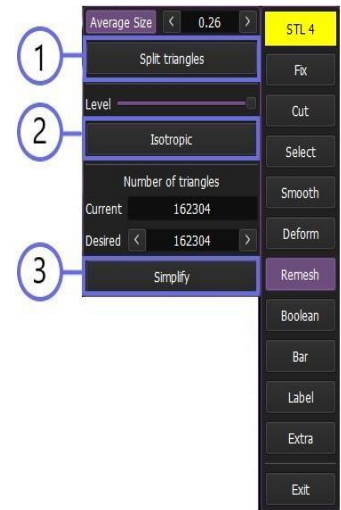 Average Size < 0.26 >
1 Split triangles
Level
2 Isotropic
Number of triangles
Current 162304
Desired < 162304 >
3 Simplify
STL 4
Fix
Cut
Select
Smooth
Deform
Remesh
Boolean
Bar
Label
Extra
Exit